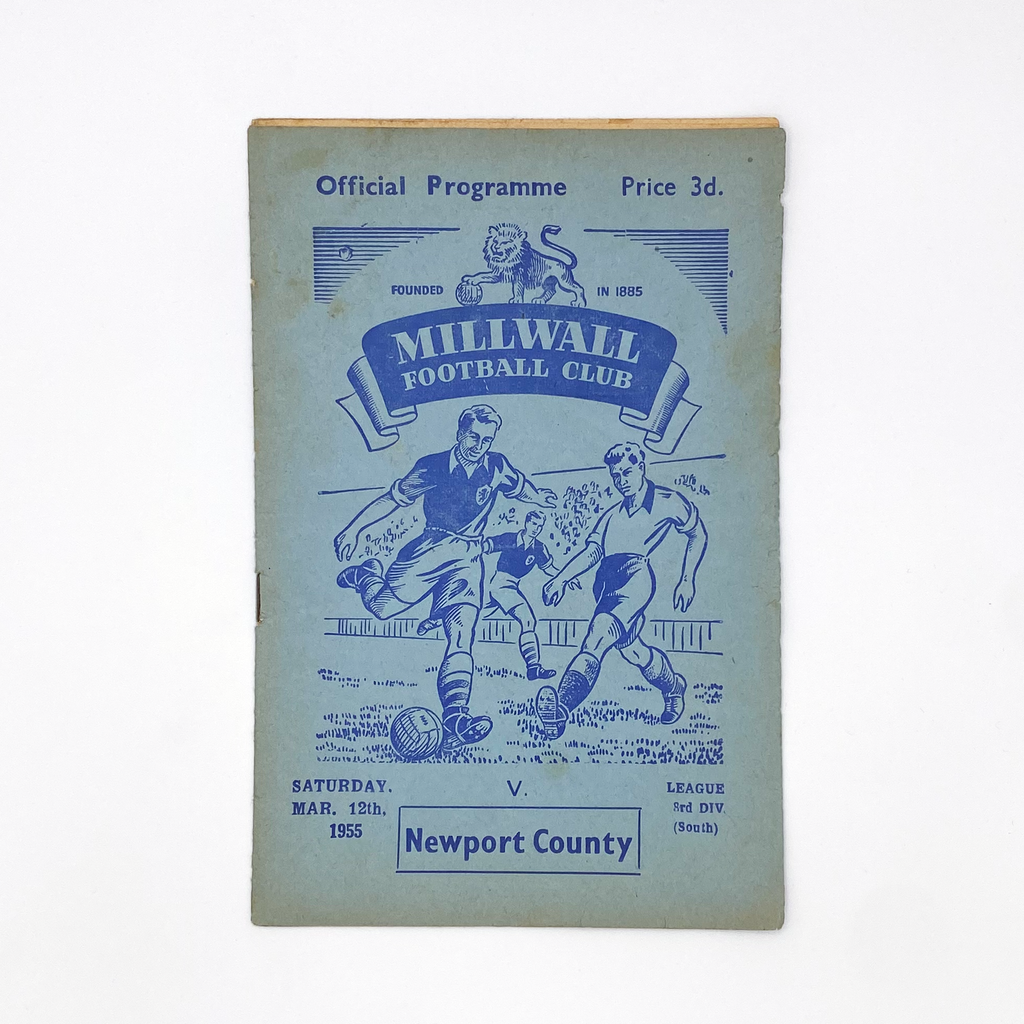 Official Programme Price 3d.
FOUNDED IN 1885
MILLWALL
FOOTBALL CLUB
SATURDAY.
MAR. 12th,
1955
V.
Newport County
LEAGUE
3rd DIV.
(South)